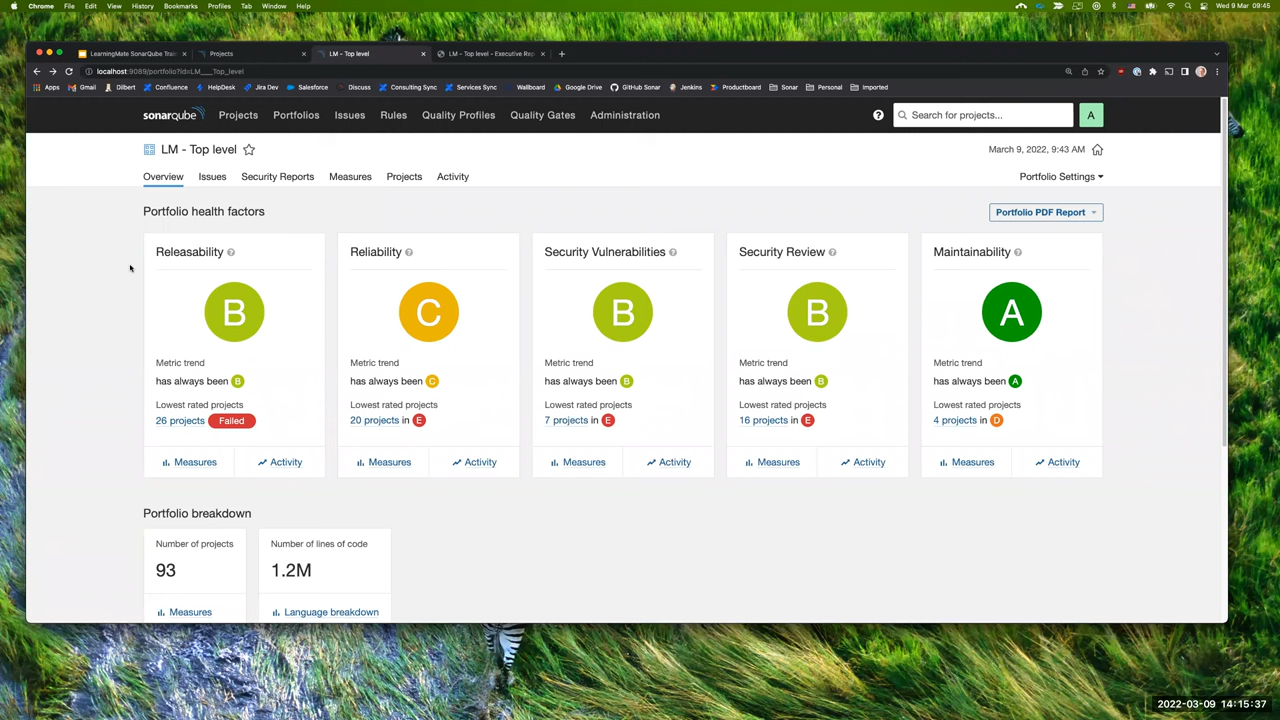 Chrome File Edit View History Bookmarks Profiles Tab Window Help Wed 9 Mar 09:45
LearningMate SonarQube Trai Projects LM - Top level LM - Top level - Executive Rep
localhost:9089/portfolio?id=LM___Top_level
Apps Gmail Dilbert Confluence HelpDesk Jira Dev Salesforce Discuss Consulting Sync Services Sync Wallboard Google Drive GitHub Sonar Jenkins Productboard Sonar Personal Imported
sonarqube Projects Portfolios Issues Rules Quality Profiles Quality Gates Administration ? Search for projects... A
LM - Top level March 9, 2022, 9:43 AM
Overview Issues Security Reports Measures Projects Activity Portfolio Settings
Portfolio health factors Portfolio PDF Report
Releasability ? Reliability ? Security Vulnerabilities ? Security Review ? Maintainability ?
B C B B A
Metric trend Metric trend Metric trend Metric trend Metric trend
has always been B has always been C has always been B has always been B has always been A
Lowest rated projects Lowest rated projects Lowest rated projects Lowest rated projects Lowest rated projects
26 projects Failed 20 projects in E 7 projects in E 16 projects in E 4 projects in D
Measures Activity Measures Activity Measures Activity Measures Activity Measures Activity
Portfolio breakdown
Number of projects Number of lines of code
93 1.2M
Measures Language breakdown
2022-03-09 14:15:37